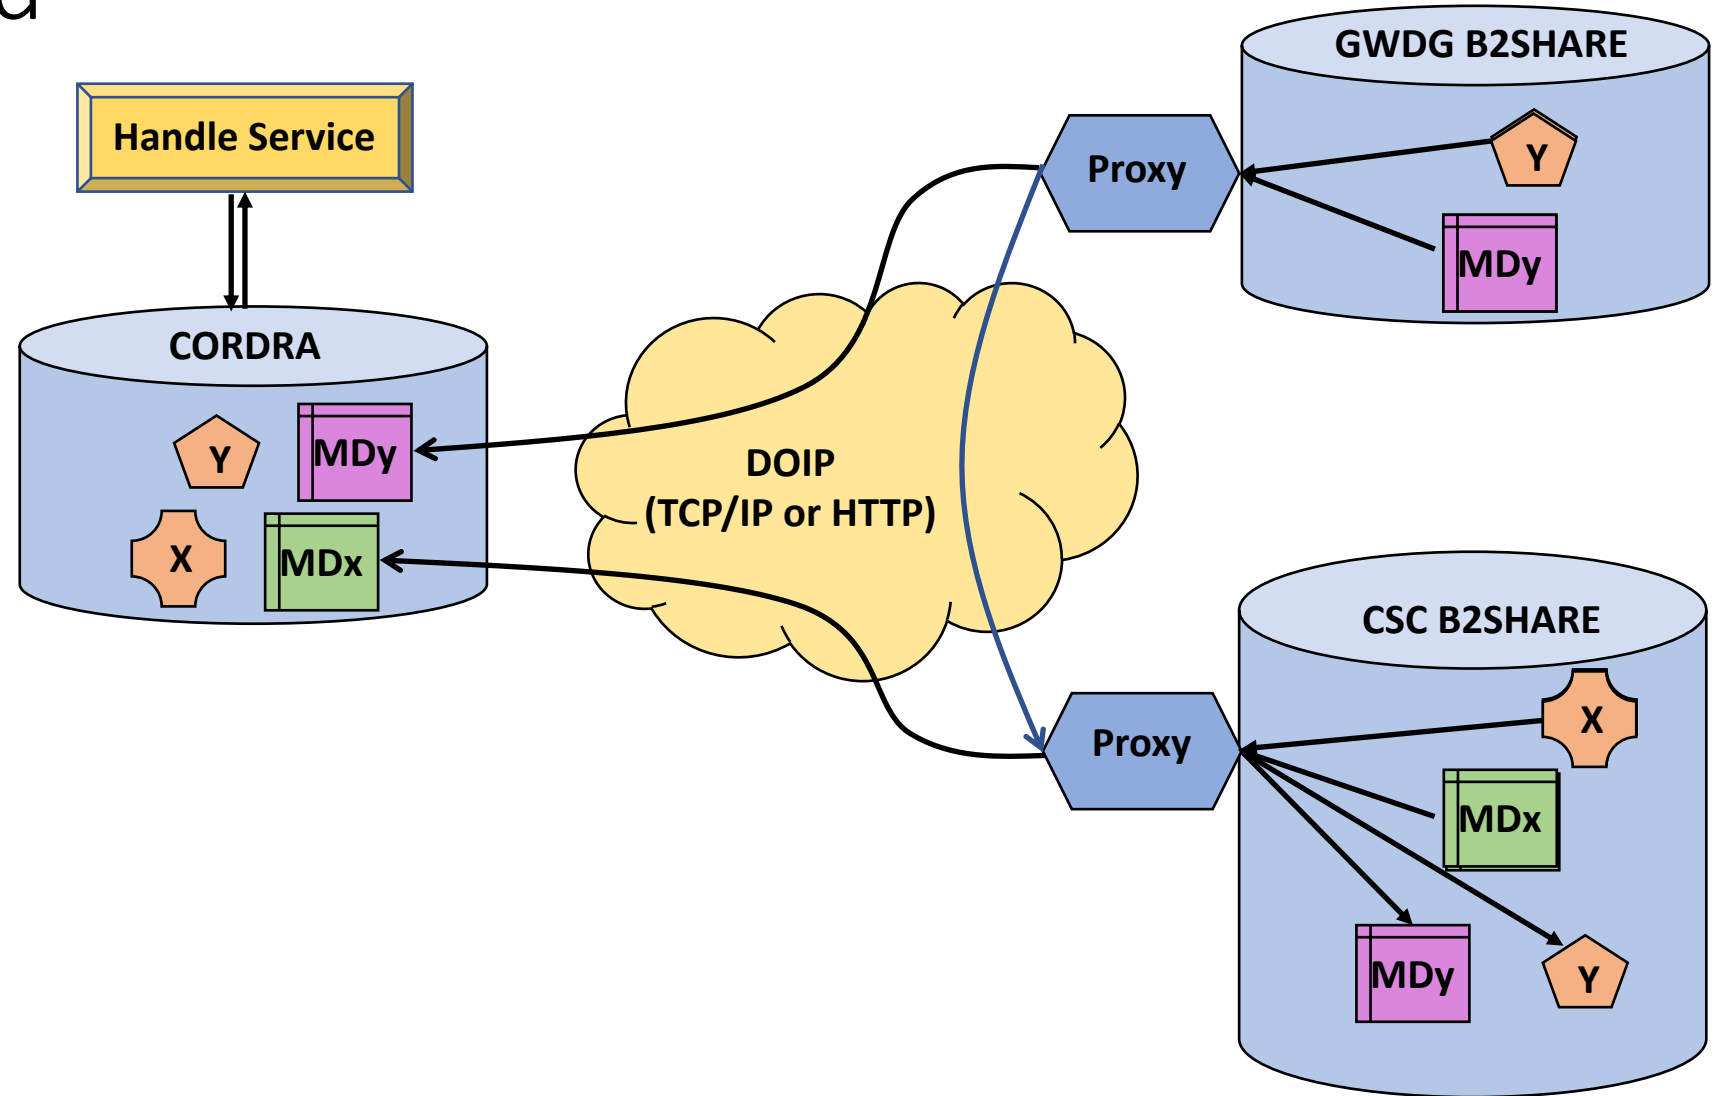 Handle Service
CORDRA
Y
MDy
X
MDx
DOIP
(TCP/IP or HTTP)
Proxy
GWDG B2SHARE
Y
MDy
Proxy
CSC B2SHARE
X
MDx
MDy
Y